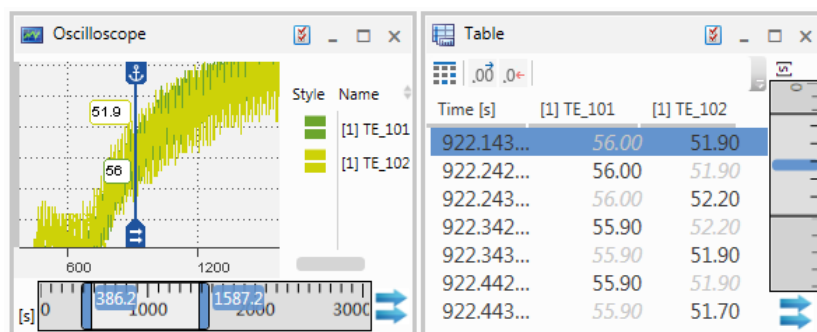 Oscilloscope
51.9
56
600 1200
Style Name
[1] TE_101
[1] TE_102
[s] 0 386.2 1000 1587.2 2000 3000
Table
.00 .0
Time [s] [1] TE_101 [1] TE_102
922.143... 56.00 51.90
922.242... 56.00 51.90
922.243... 56.00 52.20
922.342... 55.90 52.20
922.343... 55.90 51.90
922.442... 55.90 51.90
922.443... 55.90 51.70
[s]
0